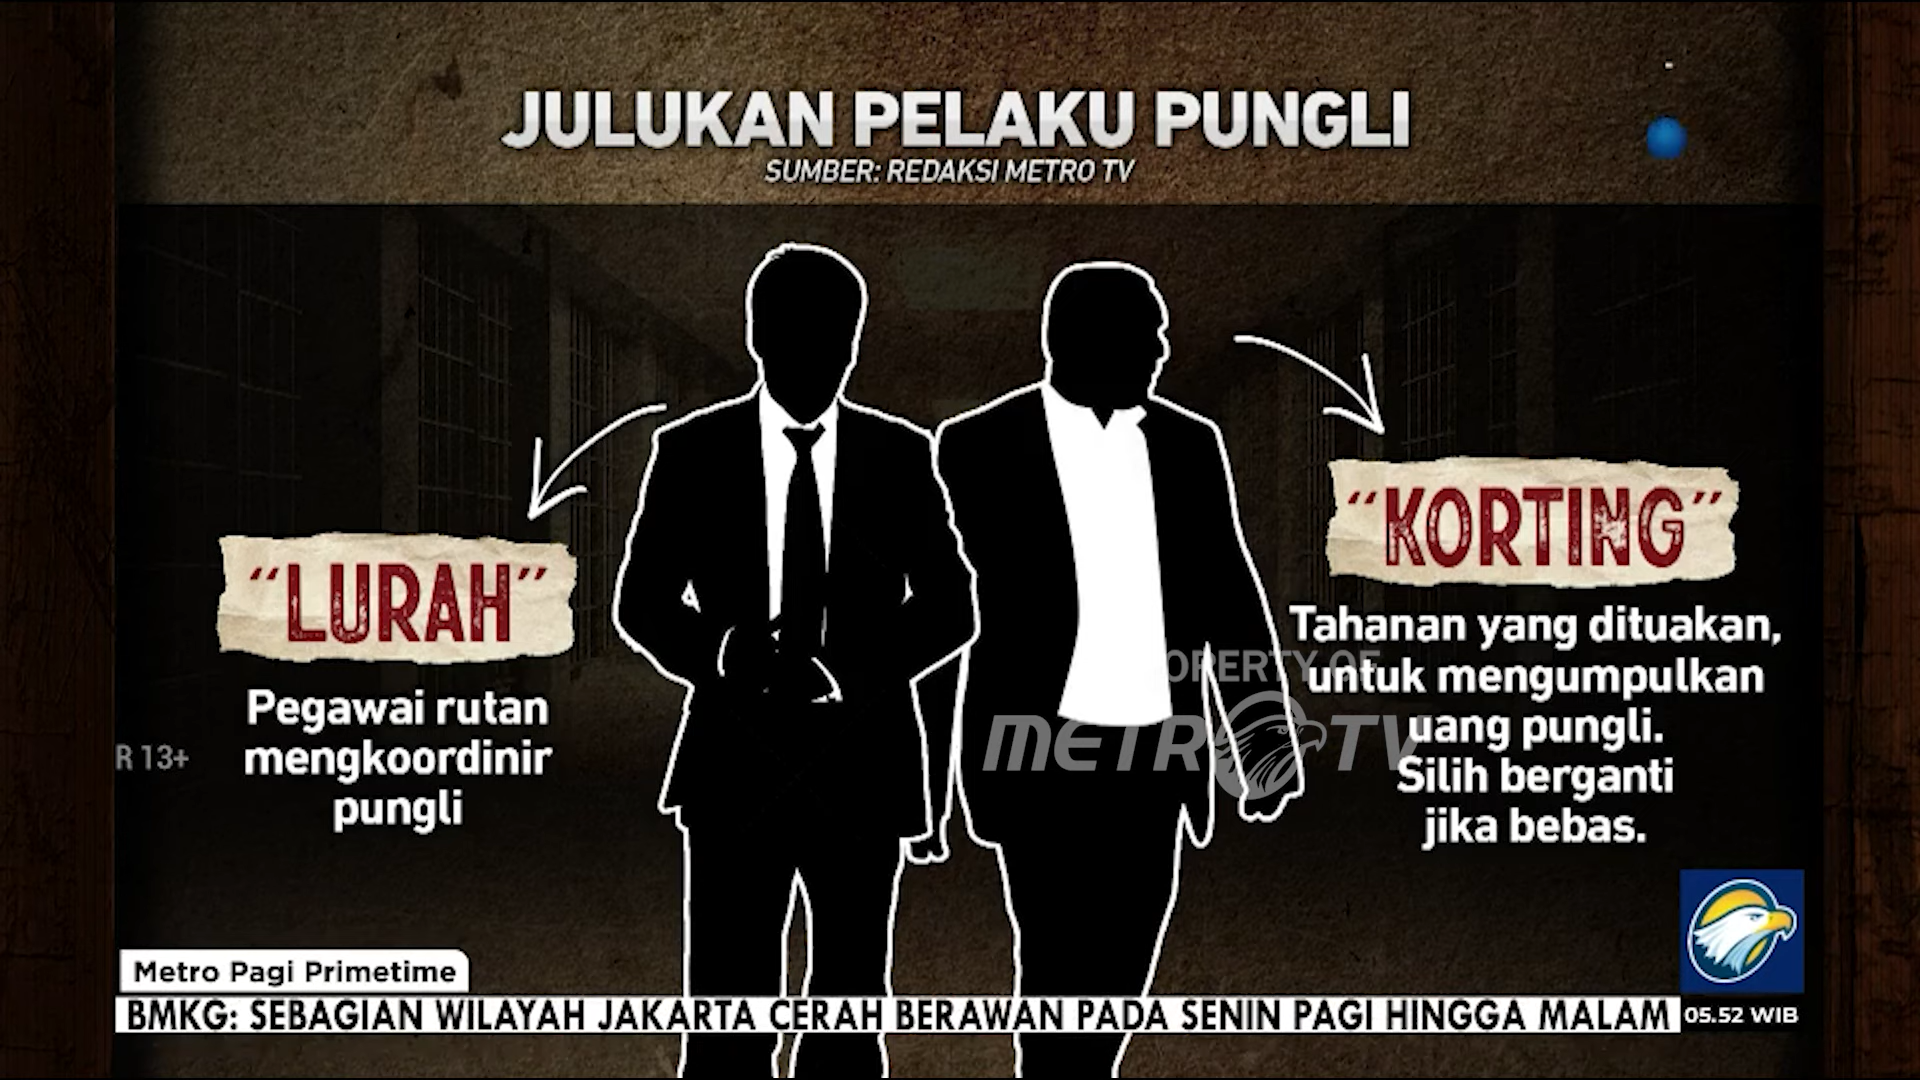 JULUKAN PELAKU PUNGLI
SUMBER: REDAKSI METRO TV
“LURAH”
Pegawai rutan
mengkoordinir
pungli
“KORTING”
Tahanan yang dituakan,
untuk mengumpulkan
uang pungli.
Silih berganti
jika bebas.
OPERTY OF
METRO TV
R 13+
Metro Pagi Primetime
BMKG: SEBAGIAN WILAYAH JAKARTA CERAH BERAWAN PADA SENIN PAGI HINGGA MALAM
05.52 WIB